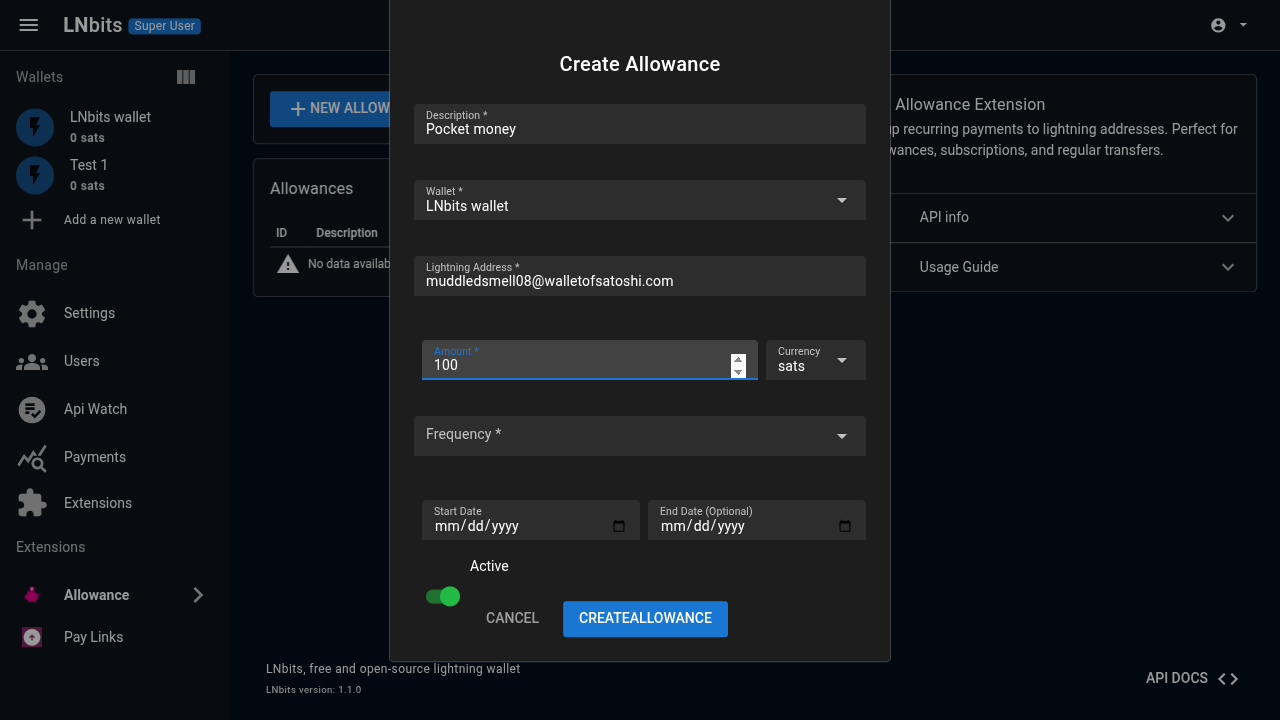 LNbits Super User
Wallets
LNbits wallet
0 sats
Test 1
0 sats
Add a new wallet
Manage
Settings
Users
Api Watch
Payments
Extensions
Extensions
Allowance
Pay Links
NEW ALLOW
Allowances
ID Description
No data availab
Create Allowance
Description *
Pocket money
Wallet *
LNbits wallet
Lightning Address *
muddledsmell08@walletofsatoshi.com
Amount *
100
Currency
sats
Frequency *
Start Date
mm/dd/yyyy
End Date (Optional)
mm/dd/yyyy
Active
CANCEL
CREATEALLOWANCE
Allowance Extension
up recurring payments to lightning addresses. Perfect for
wances, subscriptions, and regular transfers.
API info
Usage Guide
LNbits, free and open-source lightning wallet
LNbits version: 1.1.0
API DOCS